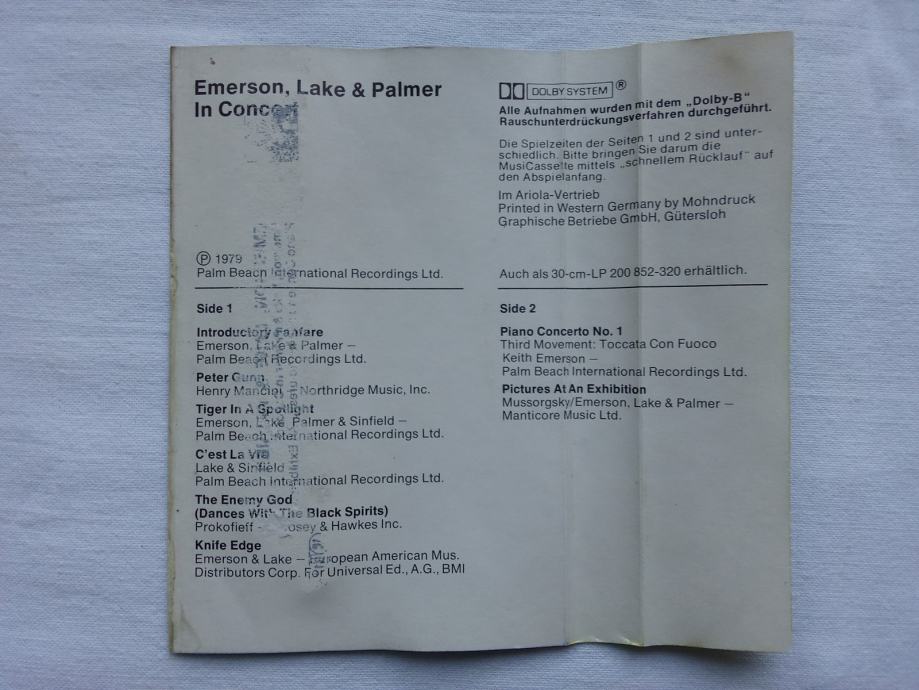 Emerson, Lake & Palmer
In Concert
Ⓟ 1979
Palm Beach International Recordings Ltd.
DOLBY SYSTEM ®
Alle Aufnahmen wurden mit dem „Dolby-B“
Rauschunterdrückungsverfahren durchgeführt.
Die Spielzeiten der Seiten 1 und 2 sind unter-
schiedlich. Bitte bringen Sie darum die
MusiCassette mittels „schnellem Rücklauf“ auf
den Abspielanfang.
Im Ariola-Vertrieb
Printed in Western Germany by Mohndruck
Graphische Betriebe GmbH, Gütersloh
Auch als 30-cm-LP 200 852-320 erhältlich.
Side 1
Introductory Fanfare
Emerson, Lake & Palmer –
Palm Beach Recordings Ltd.
Peter Gunn
Henry Mancini – Northridge Music, Inc.
Tiger In A Spotlight
Emerson, Lake, Palmer & Sinfield –
Palm Beach International Recordings Ltd.
C'est La Vie
Lake & Sinfield
Palm Beach International Recordings Ltd.
The Enemy God
(Dances With The Black Spirits)
Prokofieff – & Hawkes Inc.
Knife Edge
Emerson & Lake – European American Mus.
Distributors Corp. For Universal Ed., A.G., BMI
Side 2
Piano Concerto No. 1
Third Movement: Toccata Con Fuoco
Keith Emerson –
Palm Beach International Recordings Ltd.
Pictures At An Exhibition
Mussorgsky/Emerson, Lake & Palmer –
Manticore Music Ltd.